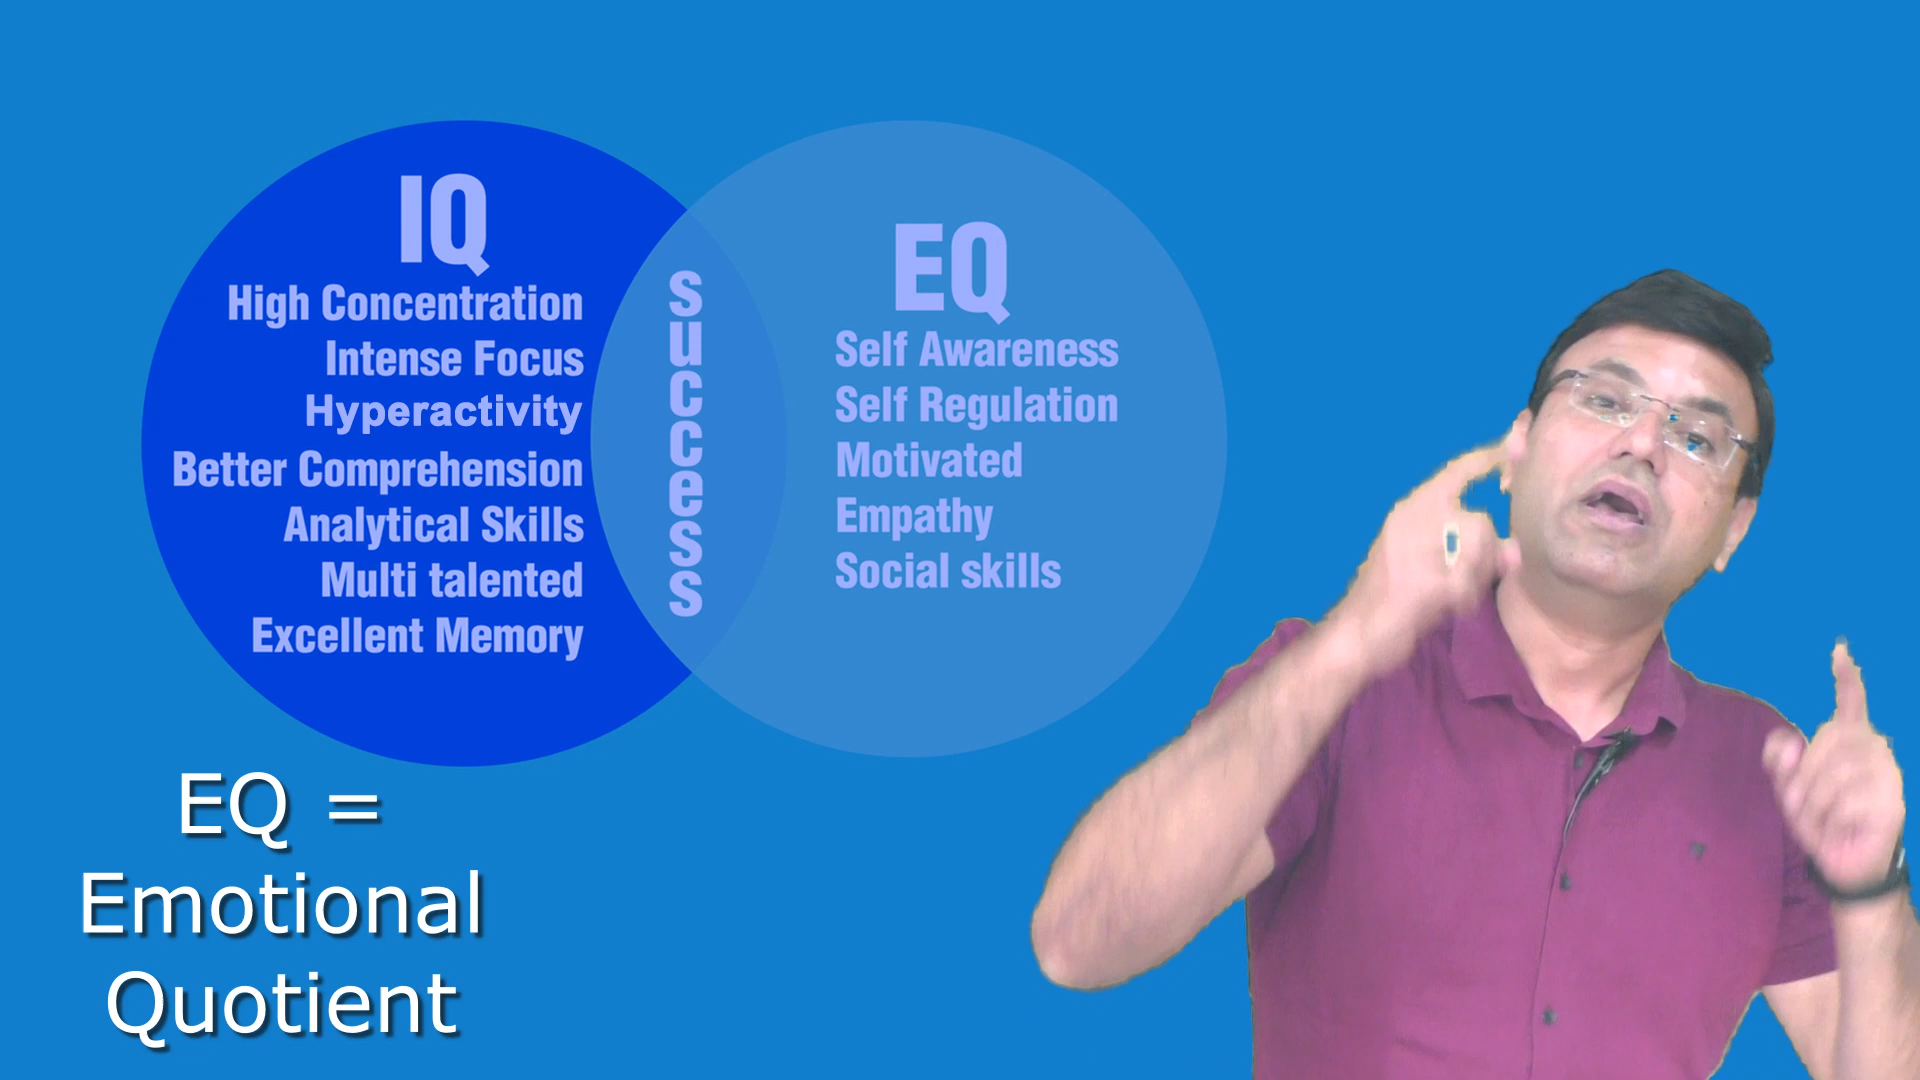 IQ
High Concentration
Intense Focus
Hyperactivity
Better Comprehension
Analytical Skills
Multi talented
Excellent Memory
success
EQ
Self Awareness
Self Regulation
Motivated
Empathy
Social skills
EQ =
Emotional
Quotient